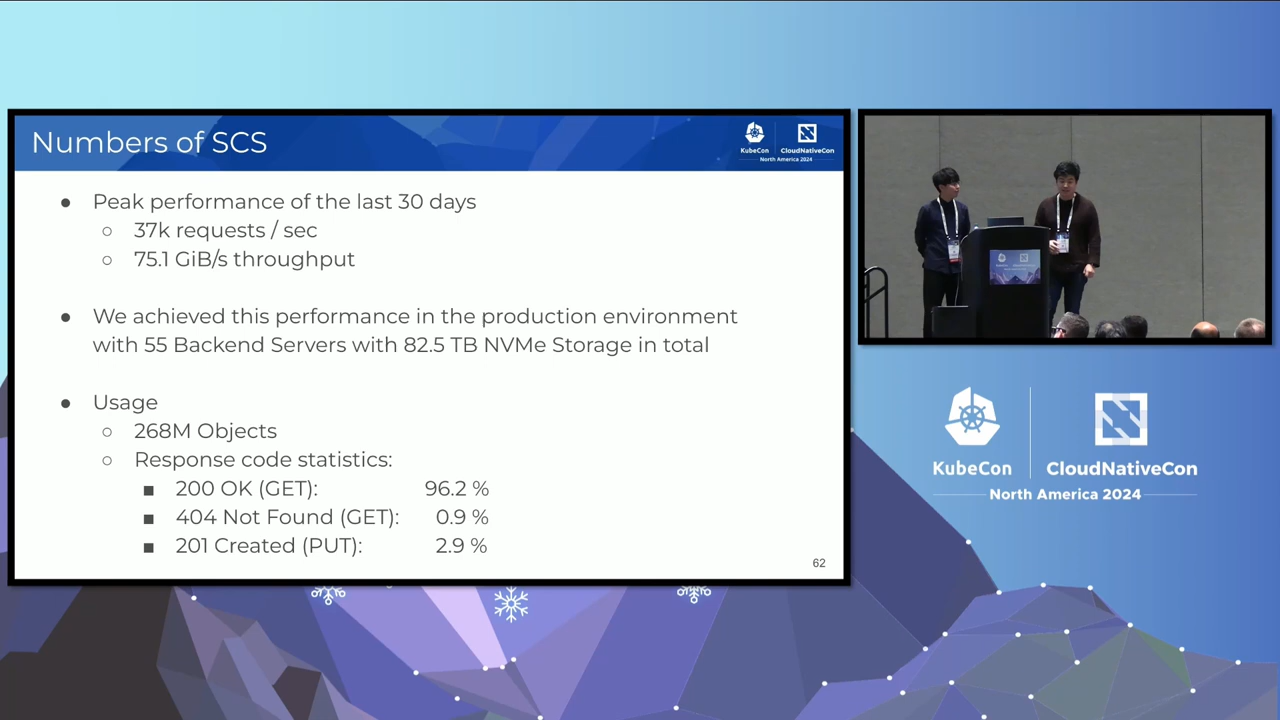 Numbers of SCS
KubeCon
CloudNativeCon
North America 2024
● Peak performance of the last 30 days
○ 37k requests / sec
○ 75.1 GiB/s throughput
● We achieved this performance in the production environment
with 55 Backend Servers with 82.5 TB NVMe Storage in total
● Usage
○ 268M Objects
○ Response code statistics:
■ 200 OK (GET): 96.2 %
■ 404 Not Found (GET): 0.9 %
■ 201 Created (PUT): 2.9 %
62
KubeCon
CloudNativeCon
North America 2024